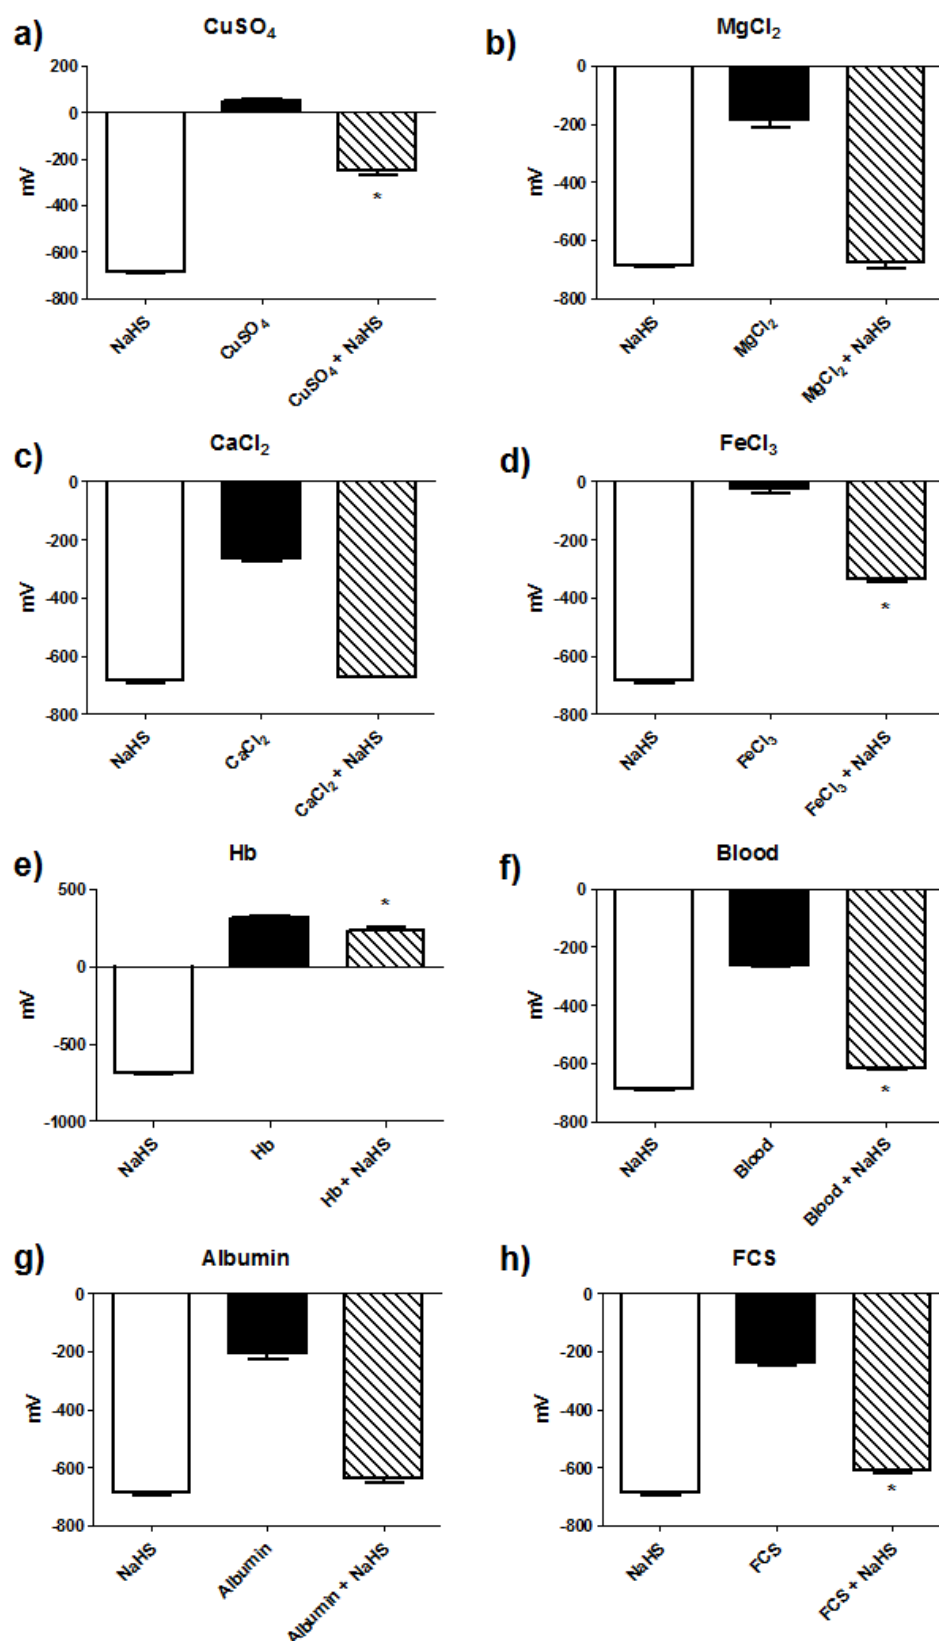 a)
CuSO₄
mV
200
0
-200
-400
-600
-800
*
NaHS
CuSO₄
CuSO₄ + NaHS
b)
MgCl₂
mV
0
-200
-400
-600
-800
NaHS
MgCl₂
MgCl₂ + NaHS
c)
CaCl₂
mV
0
-200
-400
-600
-800
NaHS
CaCl₂
CaCl₂ + NaHS
d)
FeCl₃
mV
0
-200
-400
-600
-800
*
NaHS
FeCl₃
FeCl₃ + NaHS
e)
Hb
mV
500
0
-500
-1000
*
NaHS
Hb
Hb + NaHS
f)
Blood
mV
0
-200
-400
-600
-800
*
NaHS
Blood
Blood + NaHS
g)
Albumin
mV
0
-200
-400
-600
-800
NaHS
Albumin
Albumin + NaHS
h)
FCS
mV
0
-200
-400
-600
-800
*
NaHS
FCS
FCS + NaHS